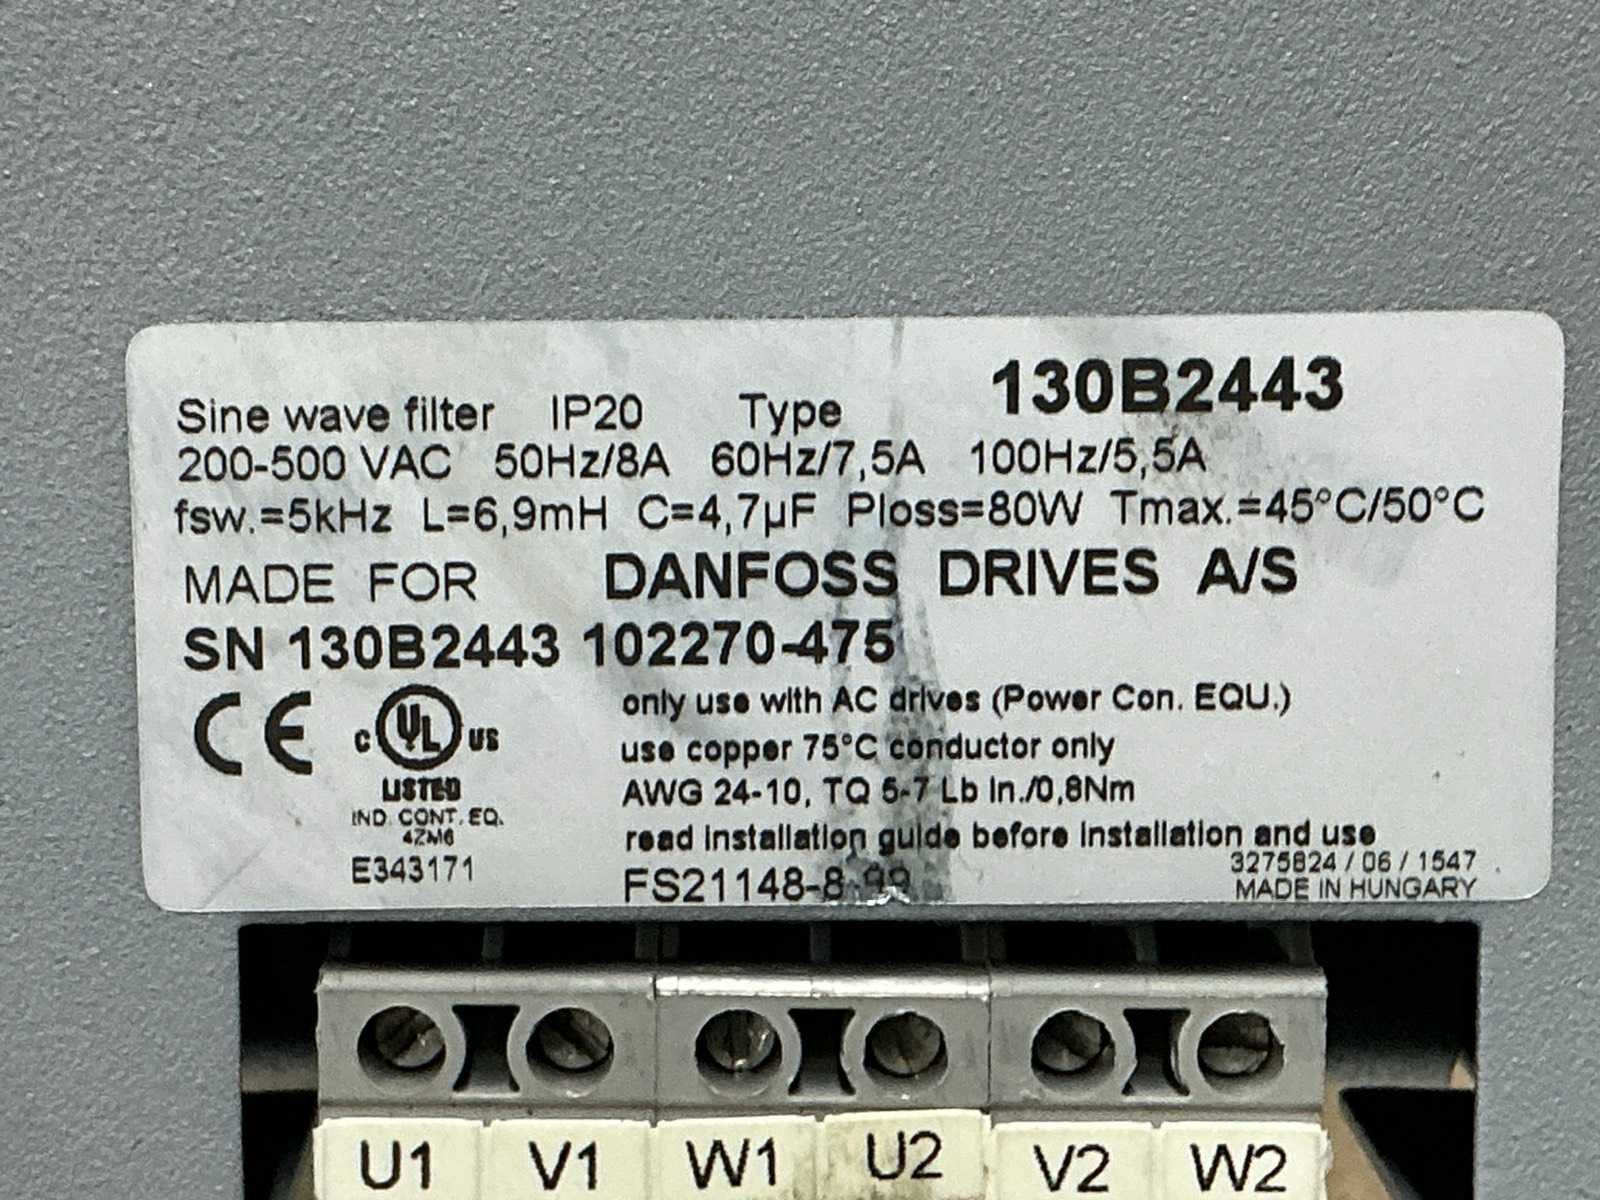 130B2443
Sine wave filter IP20 Type
200-500 VAC 50Hz/8A 60Hz/7,5A 100Hz/5,5A
fsw.=5kHz L=6,9mH C=4,7µF Ploss=80W Tmax.=45°C/50°C
MADE FOR DANFOSS DRIVES A/S
SN 130B2443 102270-475
CE
C UL US
LISTED
IND. CONT. EQ.
4ZM6
E343171
only use with AC drives (Power Con. EQU.)
use copper 75°C conductor only
AWG 24-10, TQ 5-7 Lb In./0,8Nm
read installation guide before installation and use
FS21148-8 99
3275824 / 06 / 1547
MADE IN HUNGARY
U1 V1 W1 U2 V2 W2